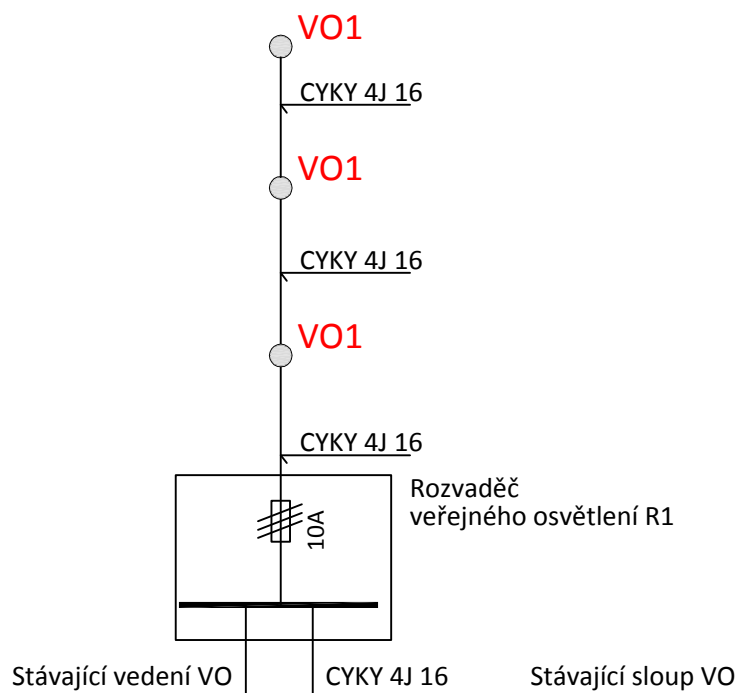 VO1
CYKY 4J 16
VO1
CYKY 4J 16
VO1
CYKY 4J 16
Rozvaděč
veřejného osvětlení R1
10A
Stávající vedení VO
CYKY 4J 16
Stávající sloup VO